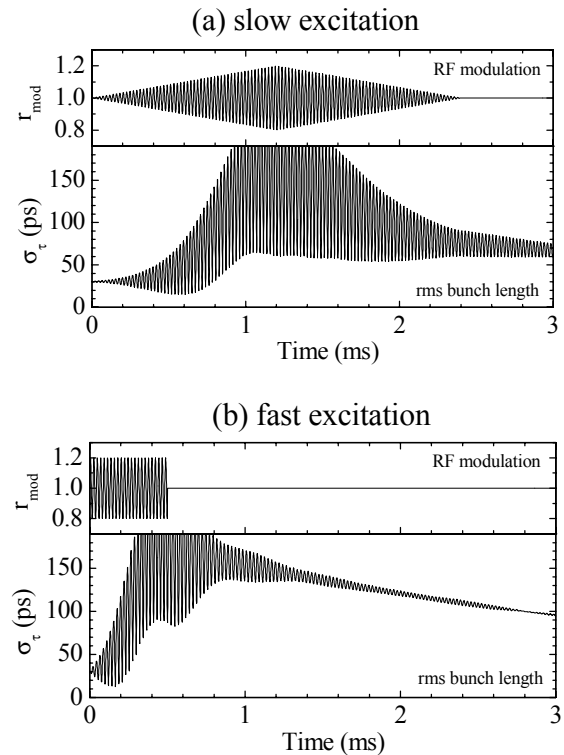 (a) slow excitation
1.2
1.0
0.8
r_mod
RF modulation
150
100
50
0
σ_τ (ps)
rms bunch length
0 1 2 3
Time (ms)
(b) fast excitation
1.2
1.0
0.8
r_mod
RF modulation
150
100
50
0
σ_τ (ps)
rms bunch length
0 1 2 3
Time (ms)